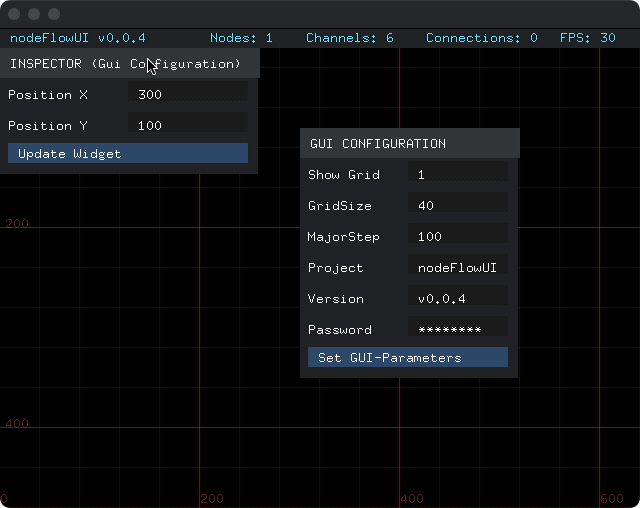 nodeFlowUI v0.0.4 Nodes: 1 Channels: 6 Connections: 0 FPS: 30
INSPECTOR (Gui Configuration)
Position X 300
Position Y 100
Update Widget
GUI CONFIGURATION
Show Grid 1
GridSize 40
MajorStep 100
Project nodeFlowUI
Version v0.0.4
Password ********
Set GUI-Parameters
200
400
0 200 400 600